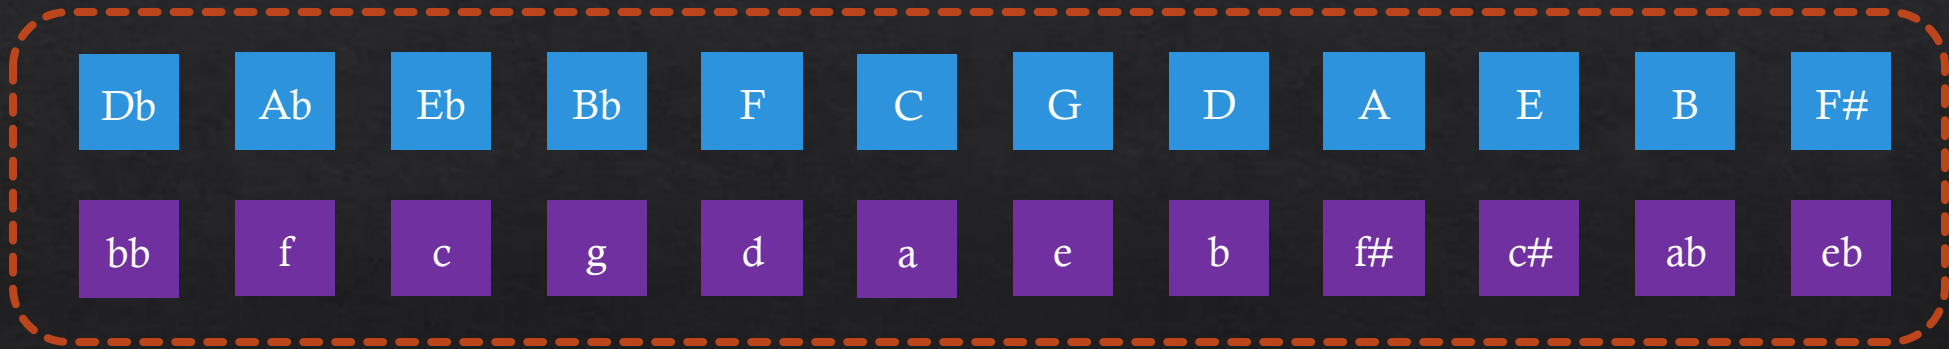 Db Ab Eb Bb F C G D A E B F#
bb f c g d a e b f# c# ab eb